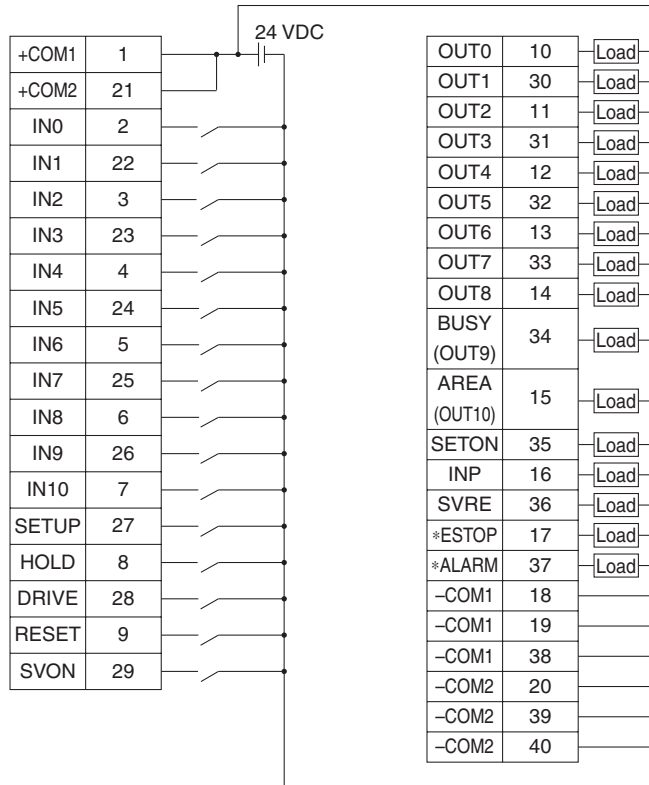 24 VDC
+COM1 1
+COM2 21
IN0 2
IN1 22
IN2 3
IN3 23
IN4 4
IN5 24
IN6 5
IN7 25
IN8 6
IN9 26
IN10 7
SETUP 27
HOLD 8
DRIVE 28
RESET 9
SVON 29
OUT0 10 Load
OUT1 30 Load
OUT2 11 Load
OUT3 31 Load
OUT4 12 Load
OUT5 32 Load
OUT6 13 Load
OUT7 33 Load
OUT8 14 Load
BUSY
(OUT9) 34 Load
AREA
(OUT10) 15 Load
SETON 35 Load
INP 16 Load
SVRE 36 Load
*ESTOP 17 Load
*ALARM 37 Load
–COM1 18
–COM1 19
–COM1 38
–COM2 20
–COM2 39
–COM2 40